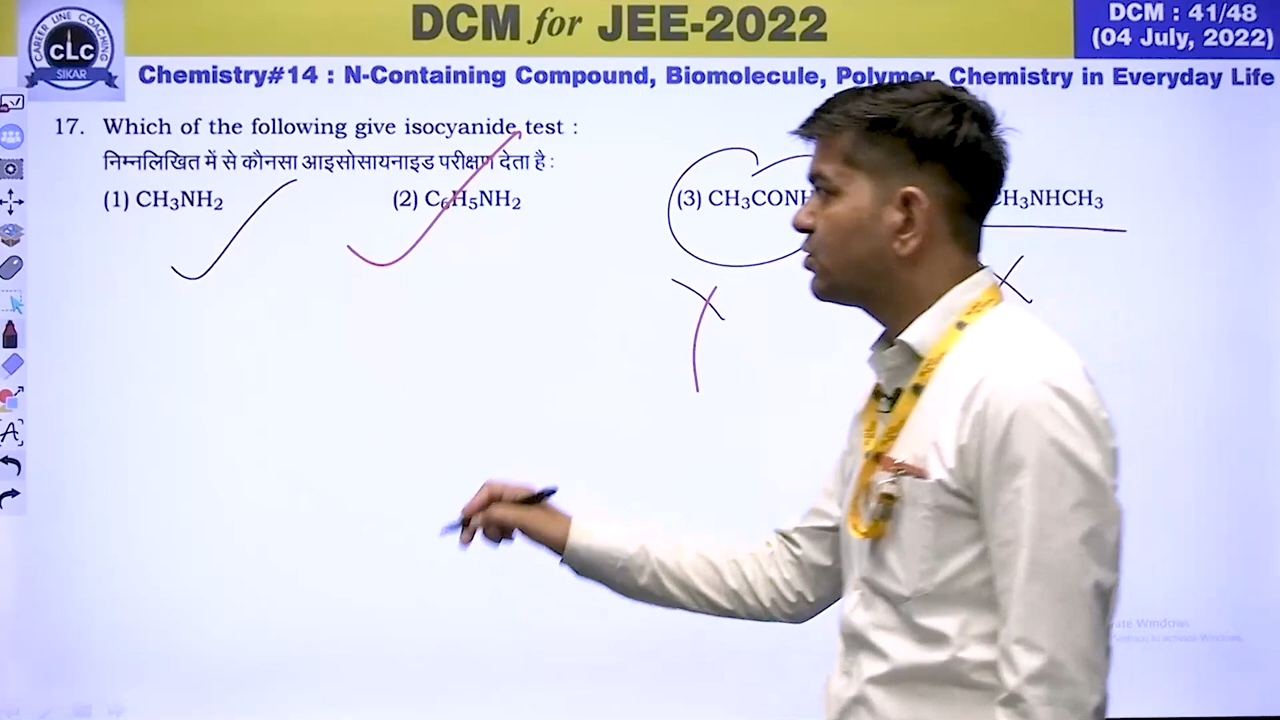 DCM for JEE-2022
DCM : 41/48
(04 July, 2022)
CAREER LINE COACHING
CLC
SIKAR
Chemistry#14 : N-Containing Compound, Biomolecule, Polymer, Chemistry in Everyday Life
17. Which of the following give isocyanide test :
निम्नलिखित में से कौनसा आइसोसायनाइड परीक्षण देता है :
(1) CH₃NH₂ (2) C₆H₅NH₂ (3) CH₃CONH CH₃NHCH₃
ate Windows